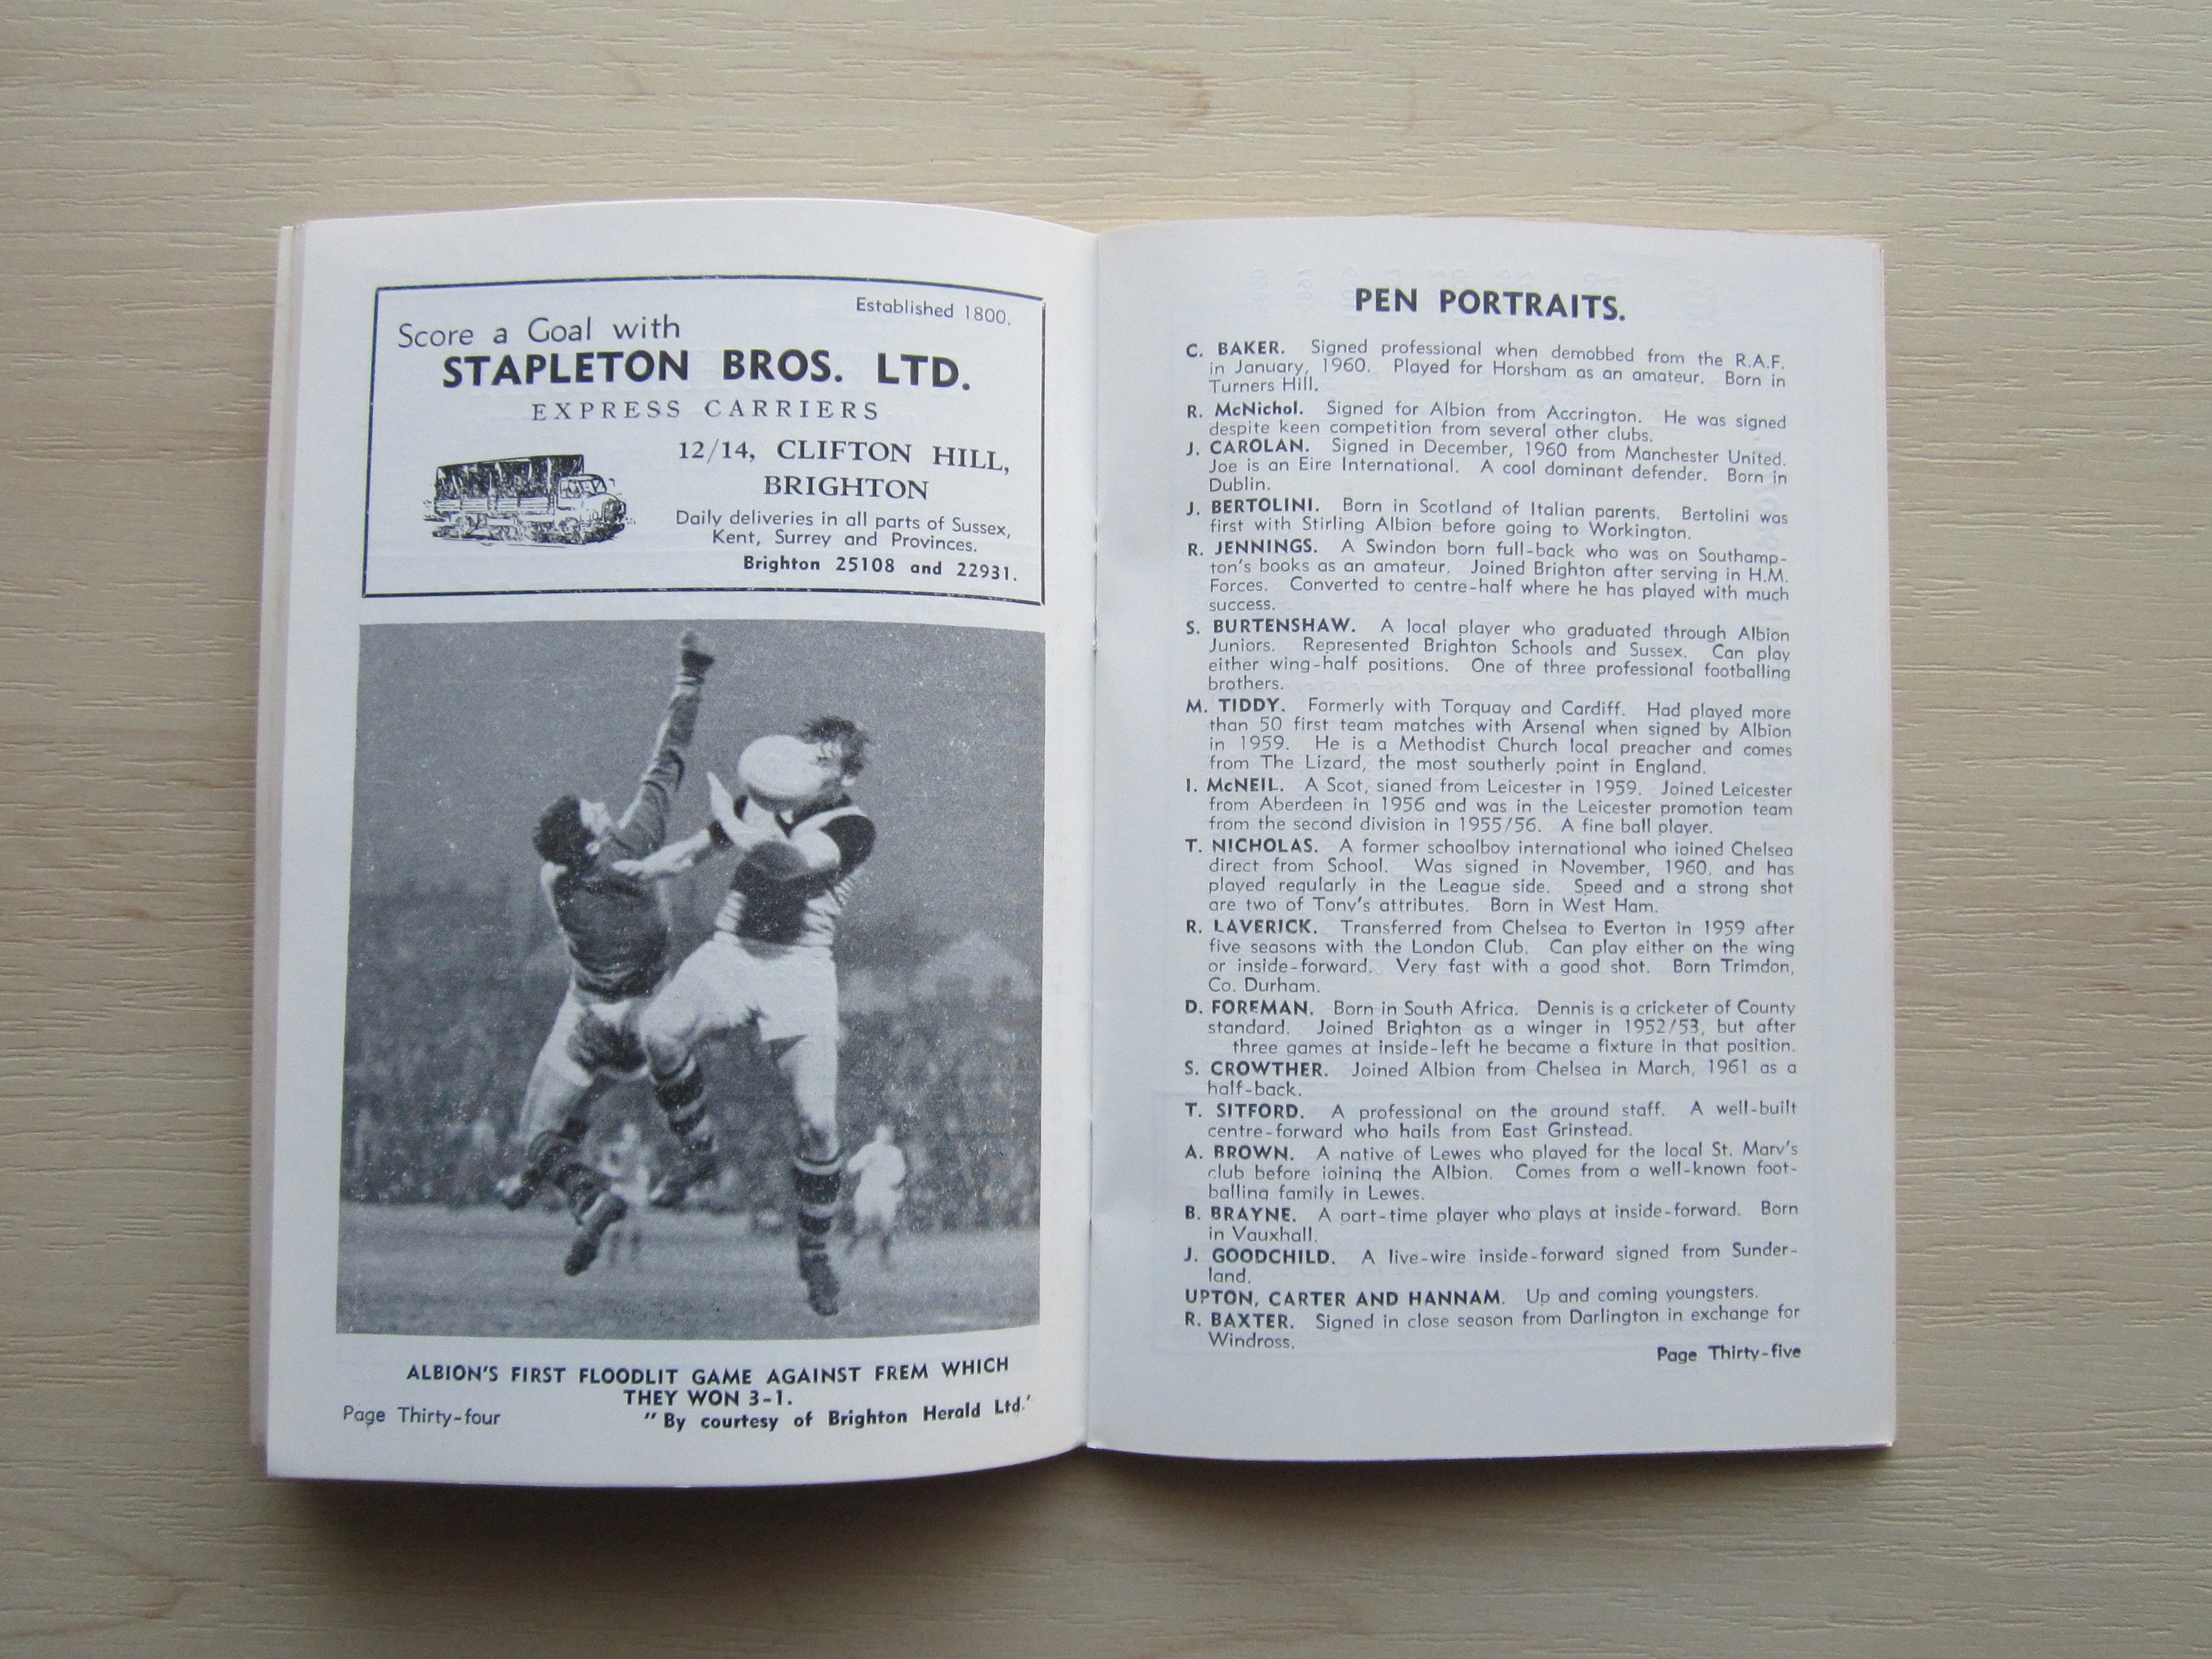 Established 1800.
Score a Goal with
STAPLETON BROS. LTD.
EXPRESS CARRIERS
12/14, CLIFTON HILL,
BRIGHTON
Daily deliveries in all parts of Sussex,
Kent, Surrey and Provinces.
Brighton 25108 and 22931.
ALBION'S FIRST FLOODLIT GAME AGAINST FREM WHICH
THEY WON 3-1.
"By courtesy of Brighton Herald Ltd.'
Page Thirty-four
PEN PORTRAITS.
C. BAKER. Signed professional when demobbed from the R.A.F.
in January, 1960. Played for Horsham as an amateur. Born in
Turners Hill.
R. McNichol. Signed for Albion from Accrington. He was signed
despite keen competition from several other clubs.
J. CAROLAN. Signed in December, 1960 from Manchester United.
Joe is an Eire International. A cool dominant defender. Born in
Dublin.
J. BERTOLINI. Born in Scotland of Italian parents. Bertolini was
first with Stirling Albion before going to Workington.
R. JENNINGS. A Swindon born full-back who was on Southamp-
ton's books as an amateur. Joined Brighton after serving in H.M.
Forces. Converted to centre-half where he has played with much
success.
S. BURTENSHAW. A local player who graduated through Albion
Juniors. Represented Brighton Schools and Sussex. Can play
either wing-half positions. One of three professional footballing
brothers.
M. TIDDY. Formerly with Torquay and Cardiff. Had played more
than 50 first team matches with Arsenal when signed by Albion
in 1959. He is a Methodist Church local preacher and comes
from The Lizard, the most southerly point in England.
I. McNEIL. A Scot, signed from Leicester in 1959. Joined Leicester
from Aberdeen in 1956 and was in the Leicester promotion team
from the second division in 1955/56. A fine ball player.
T. NICHOLAS. A former schoolboy international who joined Chelsea
direct from School. Was signed in November, 1960, and has
played regularly in the League side. Speed and a strong shot
are two of Tony's attributes. Born in West Ham.
R. LAVERICK. Transferred from Chelsea to Everton in 1959 after
five seasons with the London Club. Can play either on the wing
or inside-forward. Very fast with a good shot. Born Trimdon,
Co. Durham.
D. FOREMAN. Born in South Africa. Dennis is a cricketer of County
standard. Joined Brighton as a winger in 1952/53, but after
three games at inside-left he became a fixture in that position.
S. CROWTHER. Joined Albion from Chelsea in March, 1961 as a
half-back.
T. SITFORD. A professional on the ground staff. A well-built
centre-forward who hails from East Grinstead.
A. BROWN. A native of Lewes who played for the local St. Mary's
club before joining the Albion. Comes from a well-known foot-
balling family in Lewes.
B. BRAYNE. A part-time player who plays at inside-forward. Born
in Vauxhall.
J. GOODCHILD. A live-wire inside-forward signed from Sunder-
land.
UPTON, CARTER AND HANNAM. Up and coming youngsters.
R. BAXTER. Signed in close season from Darlington in exchange for
Windross.
Page Thirty-five